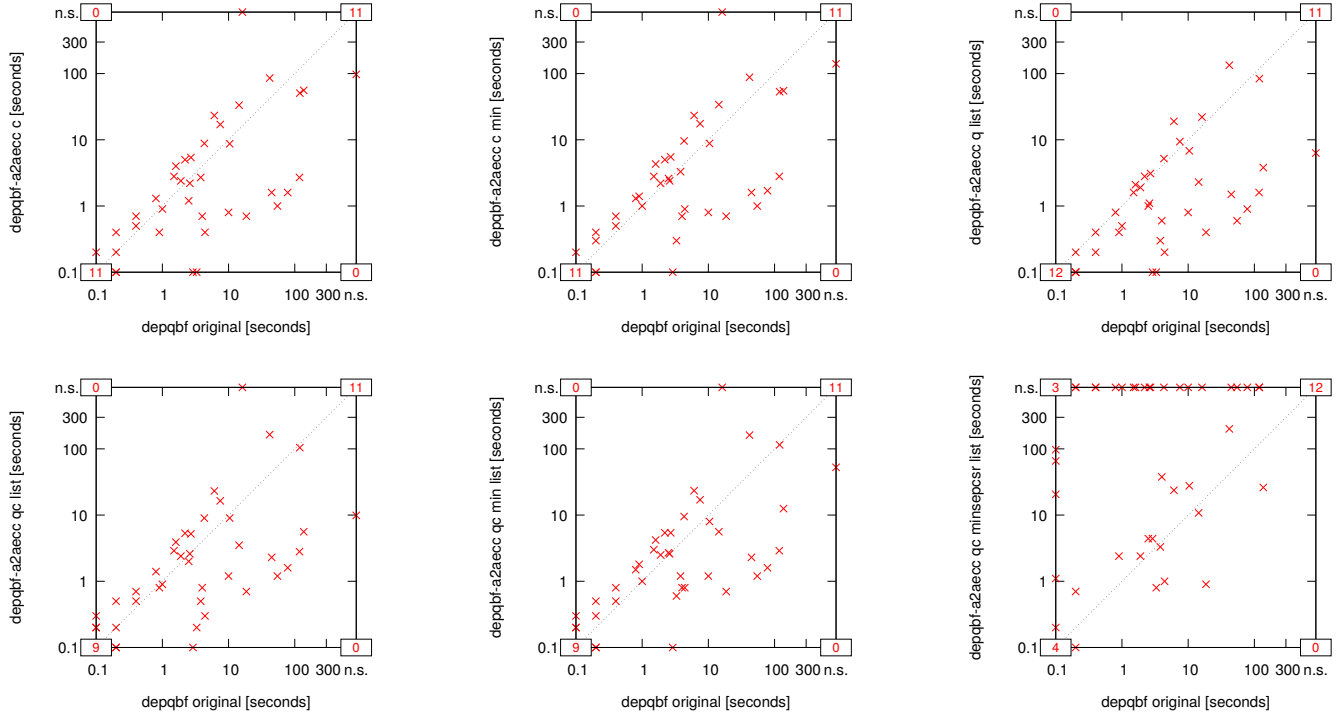 n.s. 0 11
300
100
10
1
0.1 11 0
0.1 1 10 100 300 n.s.
depqbf-a2aecc c [seconds]
depqbf original [seconds]
n.s. 0 11
300
100
10
1
0.1 11 0
0.1 1 10 100 300 n.s.
depqbf-a2aecc c min [seconds]
depqbf original [seconds]
n.s. 0 11
300
100
10
1
0.1 12 0
0.1 1 10 100 300 n.s.
depqbf-a2aecc q list [seconds]
depqbf original [seconds]
n.s. 0 11
300
100
10
1
0.1 9 0
0.1 1 10 100 300 n.s.
depqbf-a2aecc qc list [seconds]
depqbf original [seconds]
n.s. 0 11
300
100
10
1
0.1 9 0
0.1 1 10 100 300 n.s.
depqbf-a2aecc qc min list [seconds]
depqbf original [seconds]
n.s. 3 12
300
100
10
1
0.1 4 0
0.1 1 10 100 300 n.s.
depqbf-a2aecc qc minsepcsr list [seconds]
depqbf original [seconds]